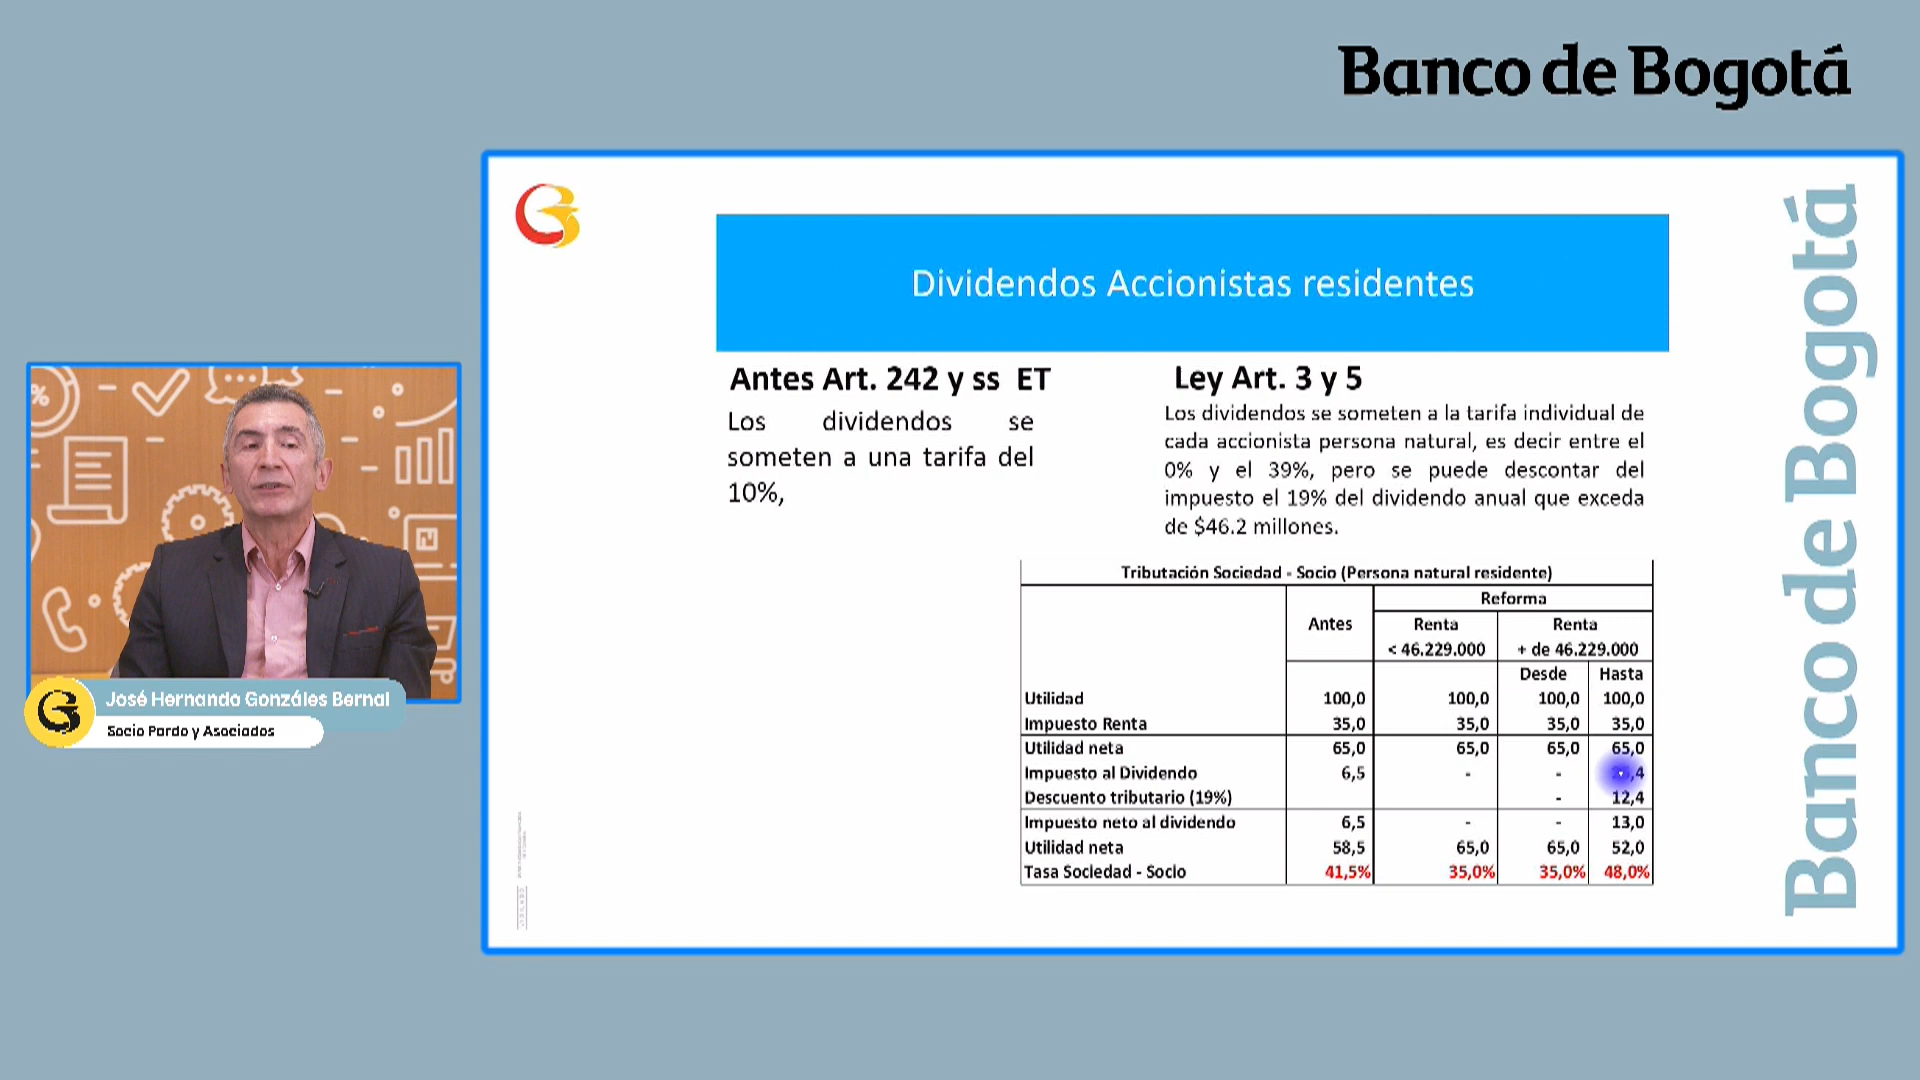 Banco de Bogotá
Dividendos Accionistas residentes
Antes Art. 242 y ss ET
Los dividendos se
someten a una tarifa del
10%,
Ley Art. 3 y 5
Los dividendos se someten a la tarifa individual de
cada accionista persona natural, es decir entre el
0% y el 39%, pero se puede descontar del
impuesto el 19% del dividendo anual que exceda
de $46.2 millones.
Tributación Sociedad - Socio (Persona natural residente)
Reforma
Antes Renta Renta
< 46.229.000 + de 46.229.000
Desde Hasta
Utilidad 100,0 100,0 100,0 100,0
Impuesto Renta 35,0 35,0 35,0 35,0
Utilidad neta 65,0 65,0 65,0 65,0
Impuesto al Dividendo 6,5 - - ,4
Descuento tributario (19%) - 12,4
Impuesto neto al dividendo 6,5 - - 13,0
Utilidad neta 58,5 65,0 65,0 52,0
Tasa Sociedad - Socio 41,5% 35,0% 35,0% 48,0%
Banco de Bogotá
José Hernando Gonzáles Bernal
Socio Pardo y Asociados